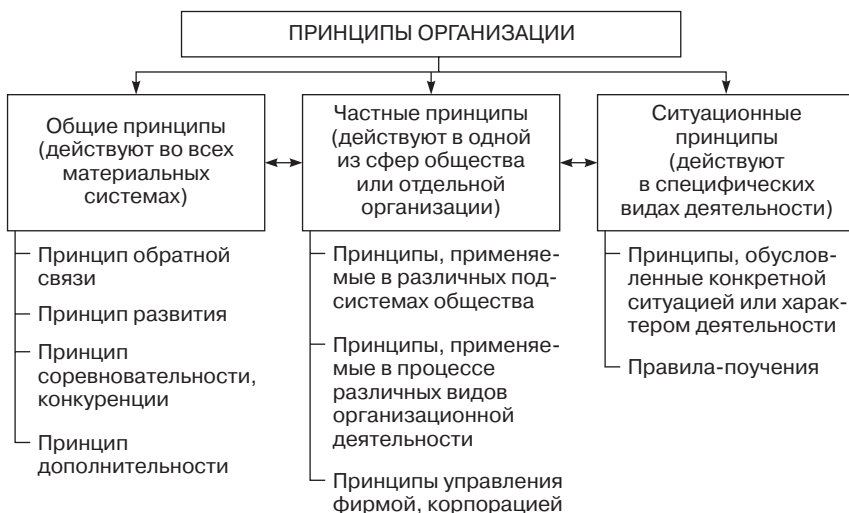 ПРИНЦИПЫ ОРГАНИЗАЦИИ
Общие принципы
(действуют во всех
материальных
системах)
Частные принципы
(действуют в одной
из сфер общества
или отдельной
организации)
Ситуационные
принципы
(действуют
в специфических
видах деятельности)
Принцип обратной
связи
Принцип развития
Принцип
соревновательности,
конкуренции
Принцип
дополнительности
Принципы, применяе-
мые в различных под-
системах общества
Принципы, применяе-
мые в процессе
различных видов
организационной
деятельности
Принципы управления
фирмой, корпорацией
Принципы, обуслов-
ленные конкретной
ситуацией или харак-
тером деятельности
Правила-поучения